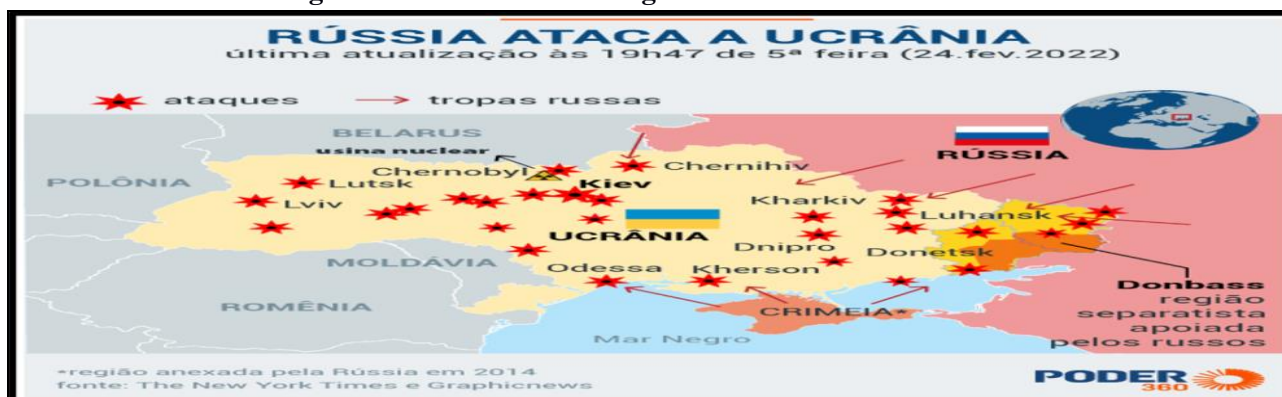 RÚSSIA ATACA A UCRÂNIA
última atualização às 19h47 de 5ª feira (24.fev.2022)
ataques
tropas russas
BELARUS
usina nuclear
RÚSSIA
POLÔNIA
Chernobyl
Chernihiv
Lutsk
Kiev
Lviv
Kharkiv
Luhansk
UCRÂNIA
Dnipro
Donetsk
MOLDÁVIA
Odessa
Kherson
Donbass
região
separatista
apoiada
pelos russos
ROMÊNIA
CRIMEIA*
Mar Negro
*região anexada pela Rússia em 2014
fonte: The New York Times e Graphicnews
PODER
360